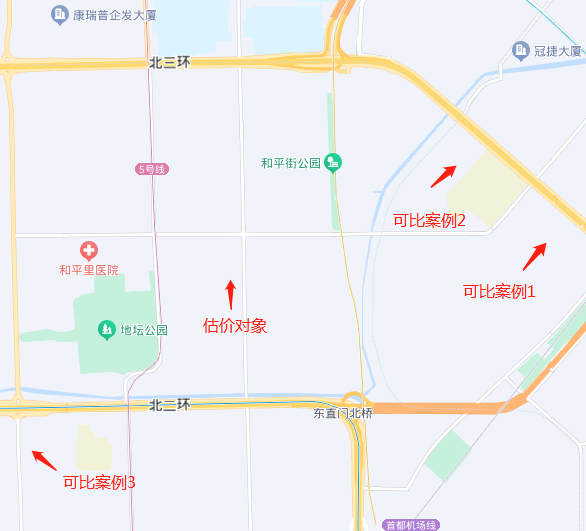 康瑞普企发大厦
冠捷大厦
北三环
和平街公园
5号线
可比案例2
和平里医院
可比案例1
估价对象
地坛公园
北二环
东直门北桥
可比案例3
首都机场线